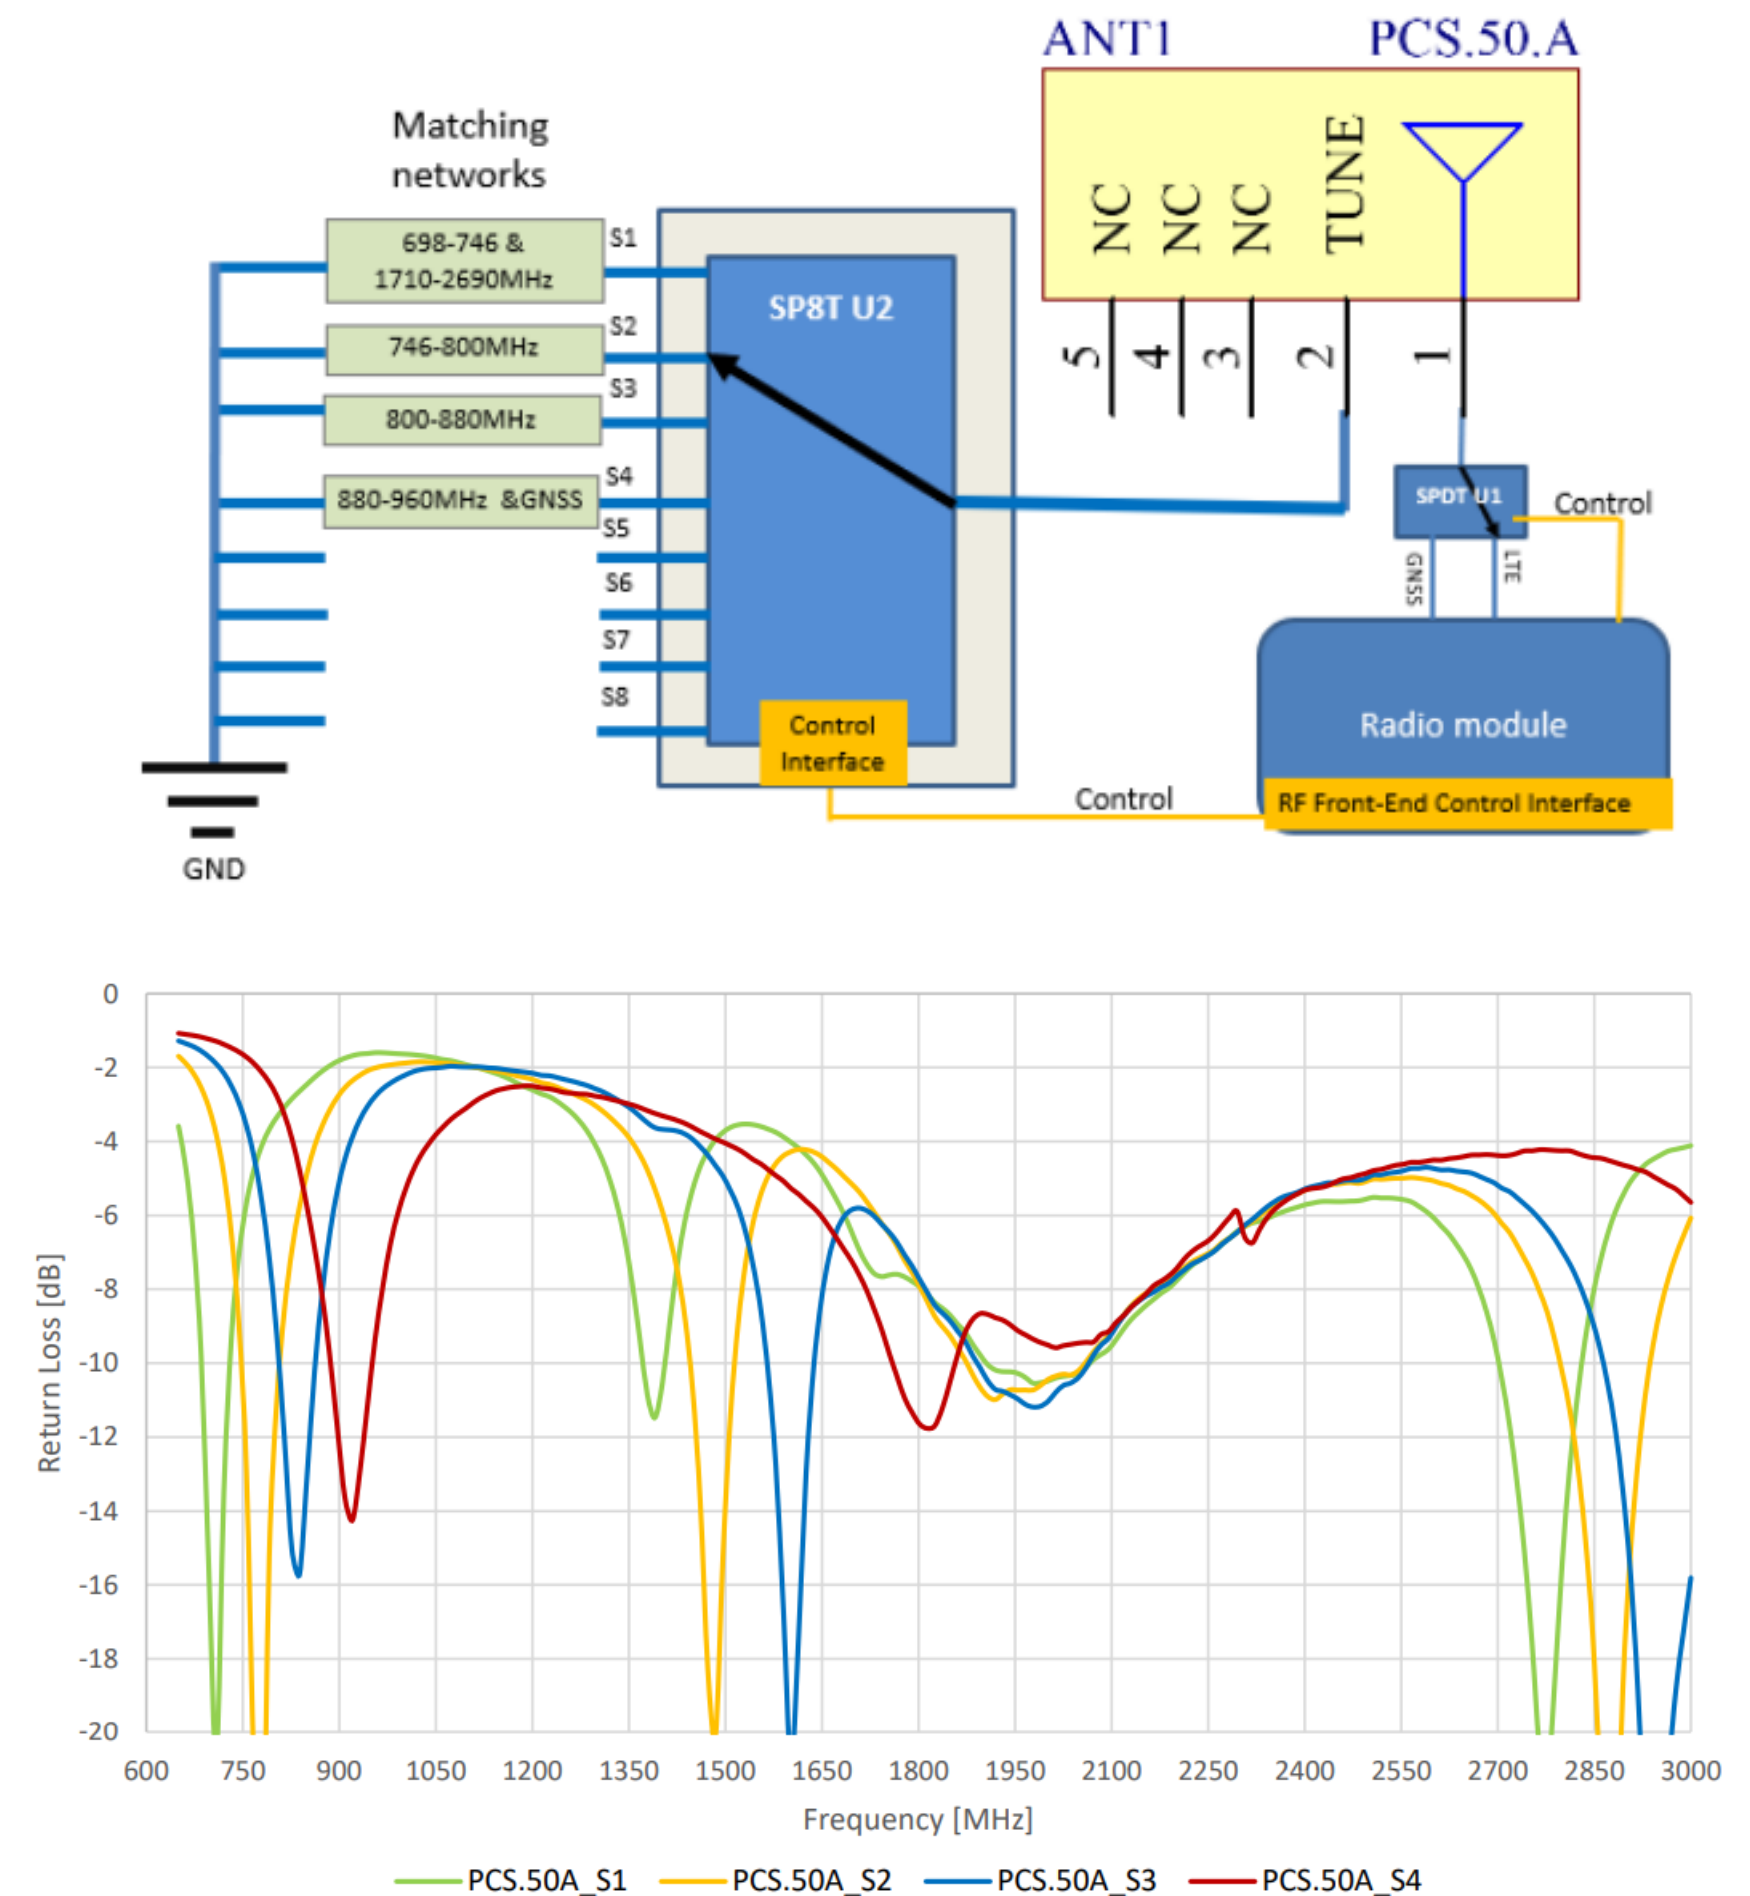 ANT1
PCS.50.A
Matching
networks
698-746 &
1710-2690MHz
746-800MHz
800-880MHz
880-960MHz &GNSS
S1
S2
S3
S4
S5
S6
S7
S8
SP8T U2
Control
Interface
NC
NC
NC
TUNE
5
4
3
2
1
SPDT U1
Control
GNSS
LTE
Radio module
RF Front-End Control Interface
Control
GND
0
-2
-4
-6
-8
-10
-12
-14
-16
-18
-20
Return Loss [dB]
600 750 900 1050 1200 1350 1500 1650 1800 1950 2100 2250 2400 2550 2700 2850 3000
Frequency [MHz]
PCS.50A_S1 PCS.50A_S2 PCS.50A_S3 PCS.50A_S4